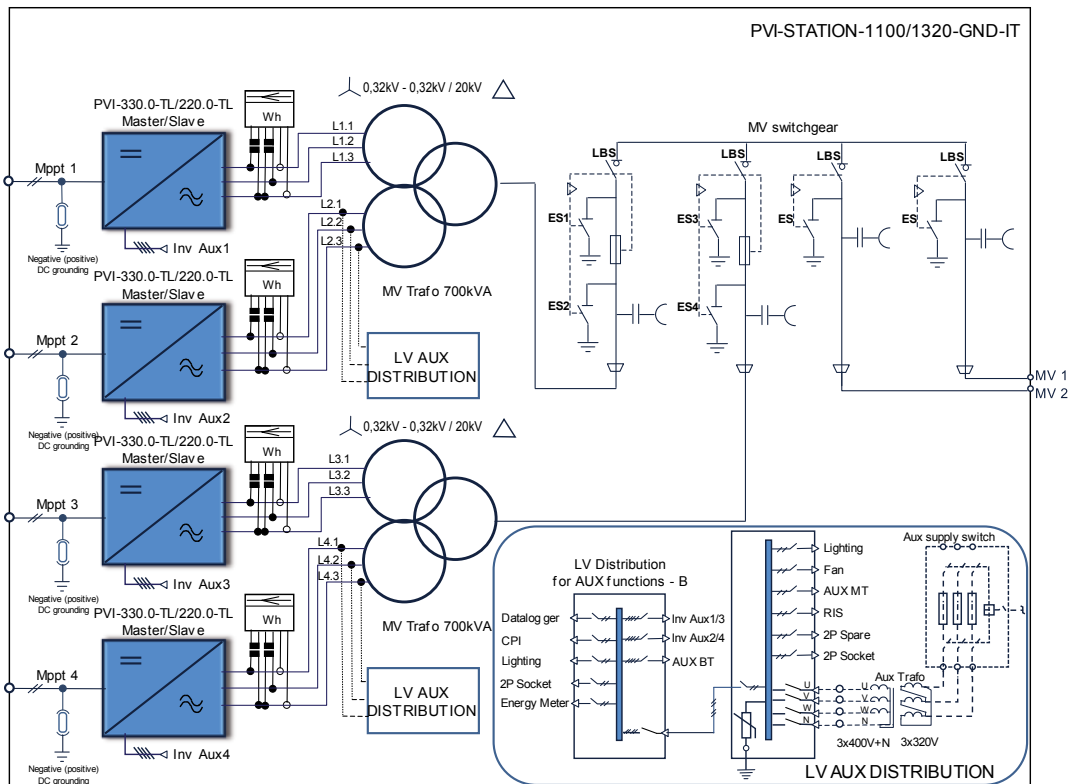 PVI-STATION-1100/1320-GND-IT
0,32kV - 0,32kV / 20kV
PVI-330.0-TL/220.0-TL
Master/Slave
Wh
L1.1
L1.2
L1.3
Mppt 1
Negative (positive)
DC grounding
Inv Aux1
L2.1
L2.2
L2.3
MV Trafo 700kVA
PVI-330.0-TL/220.0-TL
Master/Slave
Wh
Mppt 2
Negative (positive)
DC grounding
Inv Aux2
LV AUX
DISTRIBUTION
MV switchgear
LBS
LBS
LBS
LBS
ES1
ES3
ES
ES
ES2
ES4
MV 1
MV 2
0,32kV - 0,32kV / 20kV
PVI-330.0-TL/220.0-TL
Master/Slave
Wh
L3.1
L3.2
L3.3
Mppt 3
Negative (positive)
DC grounding
Inv Aux3
L4.1
L4.2
L4.3
MV Trafo 700kVA
PVI-330.0-TL/220.0-TL
Master/Slave
Wh
Mppt 4
Negative (positive)
DC grounding
Inv Aux4
LV AUX
DISTRIBUTION
LV Distribution
for AUX functions - B
Datalogger
CPI
Lighting
2P Socket
Energy Meter
Inv Aux1/3
Inv Aux2/4
AUX BT
Lighting
Fan
AUX MT
RIS
2P Spare
2P Socket
Aux supply switch
Aux Trafo
U
V
W
N
U
V
W
N
3x400V+N
3x320V
LV AUX DISTRIBUTION